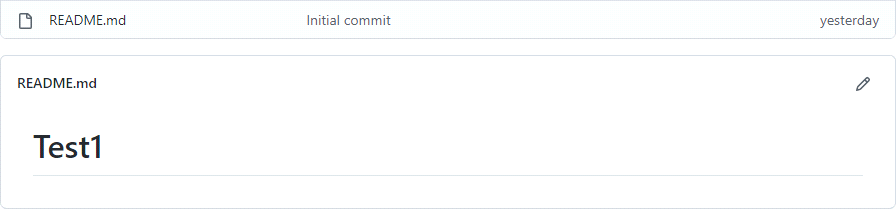 README.md Initial commit yesterday
README.md
Test1